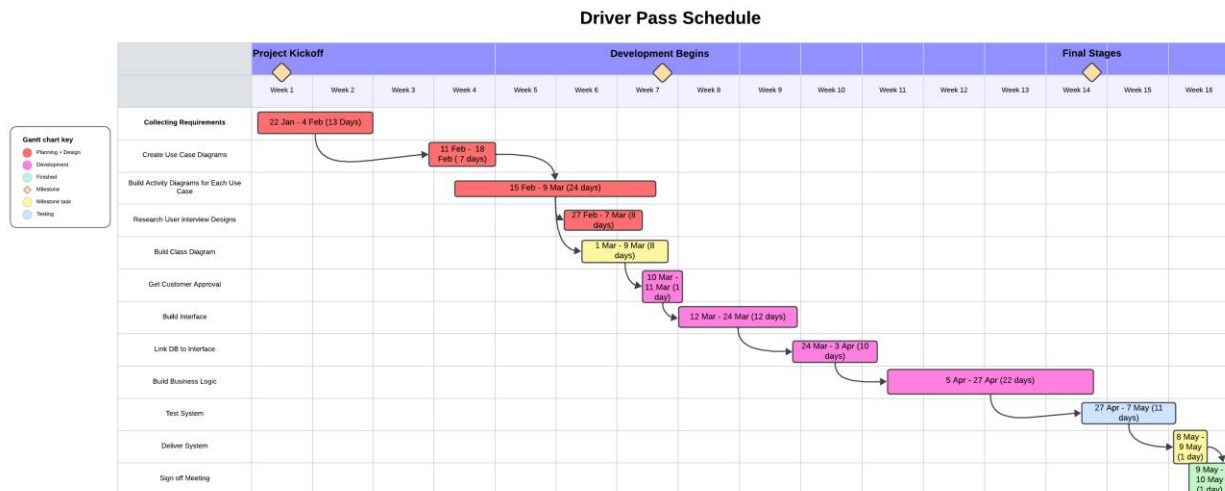 Driver Pass Schedule
Project Kickoff
Development Begins
Final Stages
Week 1
Week 2
Week 3
Week 4
Week 5
Week 6
Week 7
Week 8
Week 9
Week 10
Week 11
Week 12
Week 13
Week 14
Week 15
Week 16
Gantt chart key
Planning + Design
Development
Finished
Milestone
Milestone task
Testing
Collecting Requirements
22 Jan - 4 Feb (13 Days)
Create Use Case Diagrams
11 Feb - 18
Feb ( 7 days)
Build Activity Diagrams for Each Use
Case
15 Feb - 9 Mar (24 days)
Research User Interview Designs
27 Feb - 7 Mar (8
days)
Buld Class Diagram
1 Mar - 9 Mar (8
days)
Get Customer Approval
10 Mar -
11 Mar (1
day)
Build Interface
12 Mar - 24 Mar (12 days)
Link DB to Interface
24 Mar - 3 Apr (10
days)
Build Business Logic
5 Apr - 27 Apr (22 days)
Test System
27 Apr - 7 May (11
days)
Deliver System
8 May -
9 May
(1 day)
Sign off Meeting
9 May -
10 May
(1 day)